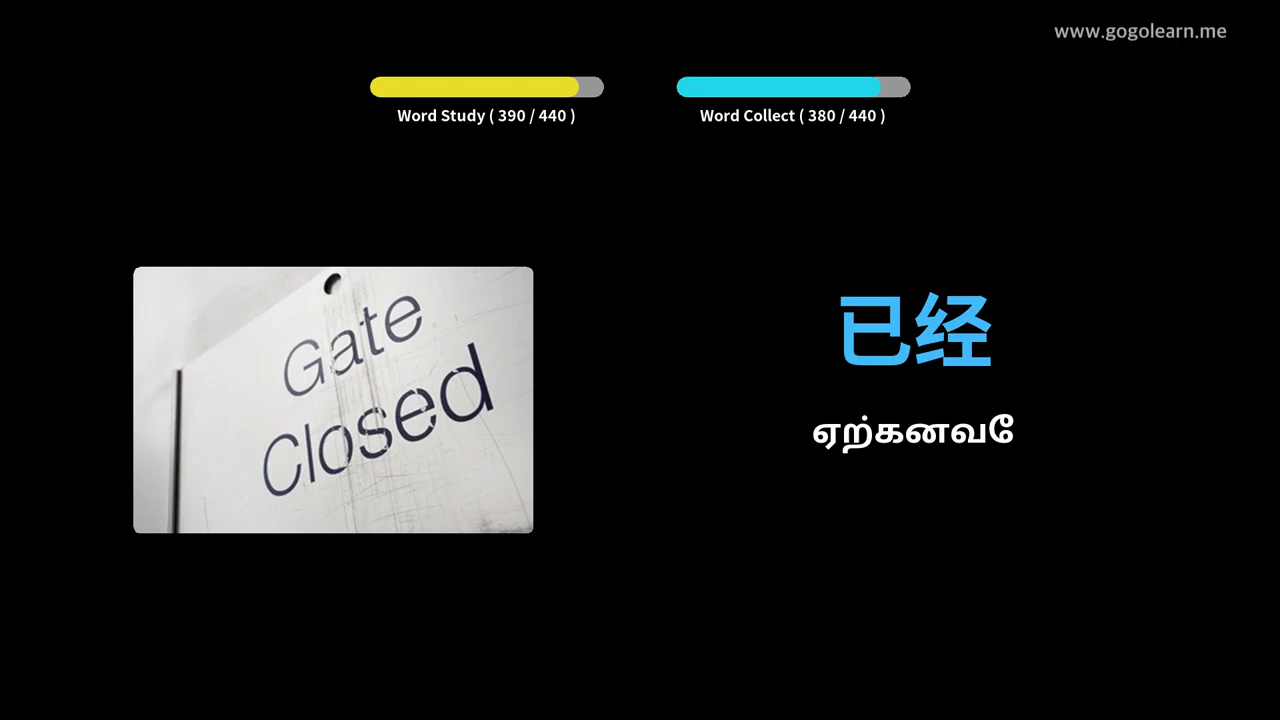 www.gogolearn.me
Word Study ( 390 / 440 )
Word Collect ( 380 / 440 )
Gate
Closed
已经
ஏற்கனவே